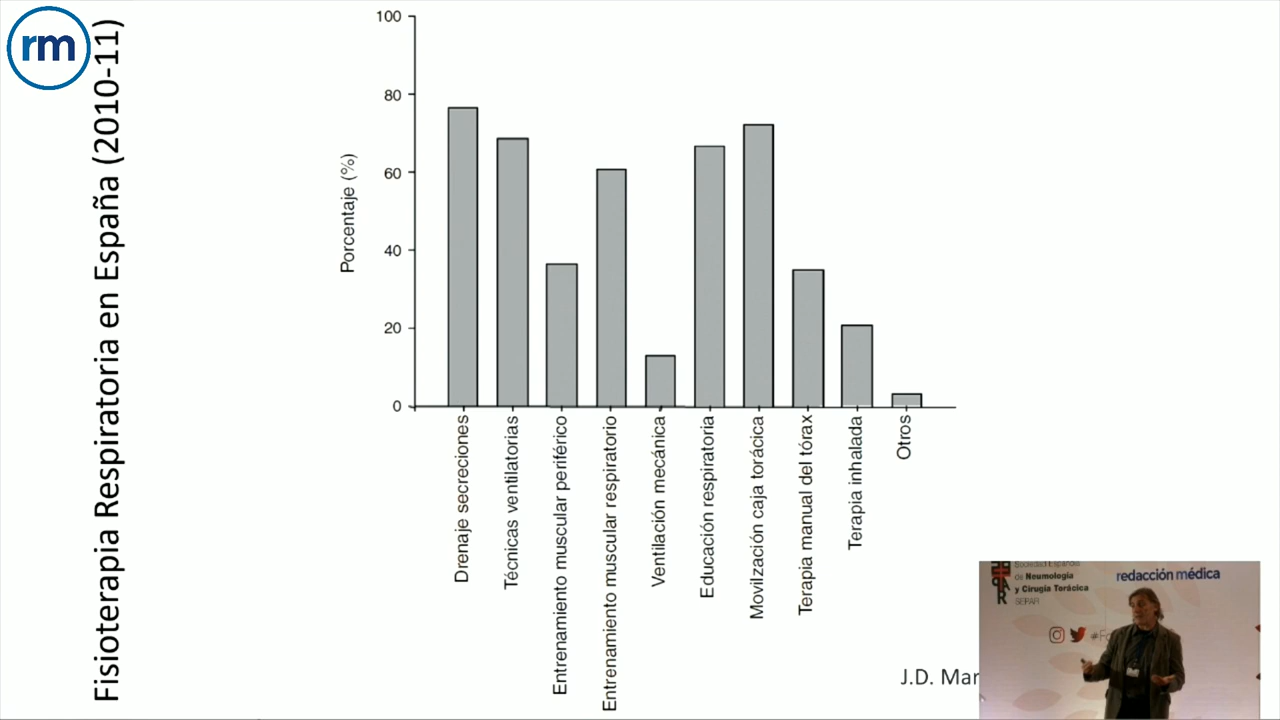 rm
Fisioterapia Respiratoria en España (2010-11)
Porcentaje (%)
100
80
60
40
20
0
Drenaje secreciones
Técnicas ventilatorias
Entrenamiento muscular periférico
Entrenamiento muscular respiratorio
Ventilación mecánica
Educación respiratoria
Movilzación caja torácica
Terapia manual del tórax
Terapia inhalada
Otros
J.D. Mar
Sociedad Española
de Neumología
y Cirugía Torácica
SEPAR
redacción médica